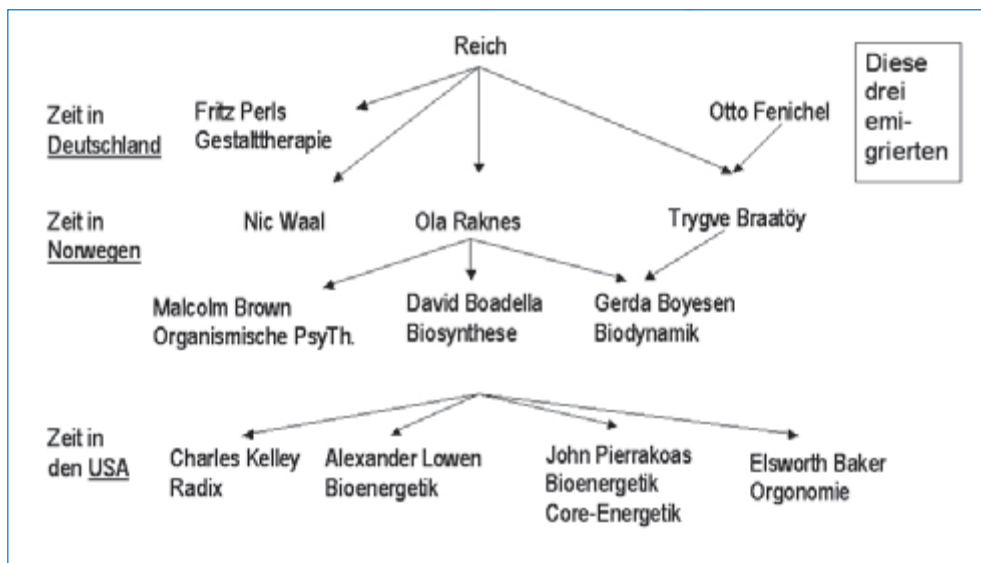 Reich
Zeit in
Deutschland
Fritz Perls
Gestalttherapie
Otto Fenichel
Diese
drei
emi-
grierten
Zeit in
Norwegen
Nic Waal
Ola Raknes
Trygve Braatöy
Malcolm Brown
Organismische PsyTh.
David Boadella
Biosynthese
Gerda Boyesen
Biodynamik
Zeit in
den USA
Charles Kelley
Radix
Alexander Lowen
Bioenergetik
John Pierrakoas
Bioenergetik
Core-Energetik
Elsworth Baker
Orgonomie